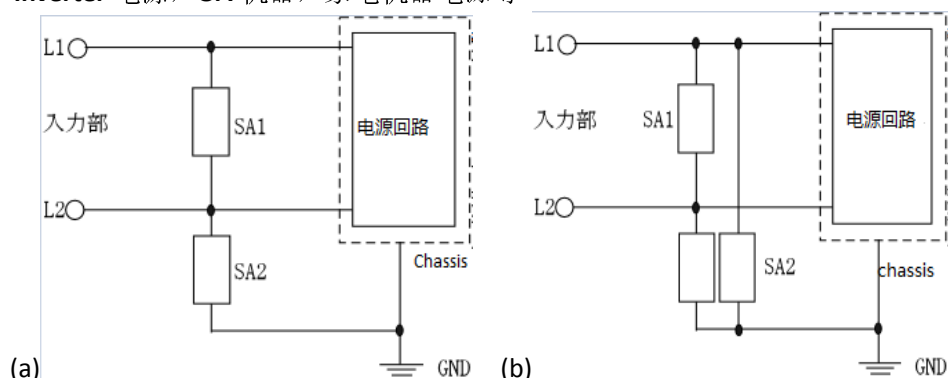 L1
SA1
入力部
电源回路
L2
SA2
Chassis
GND
(a)
L1
SA1
入力部
电源回路
L2
SA2
chassis
GND
(b)